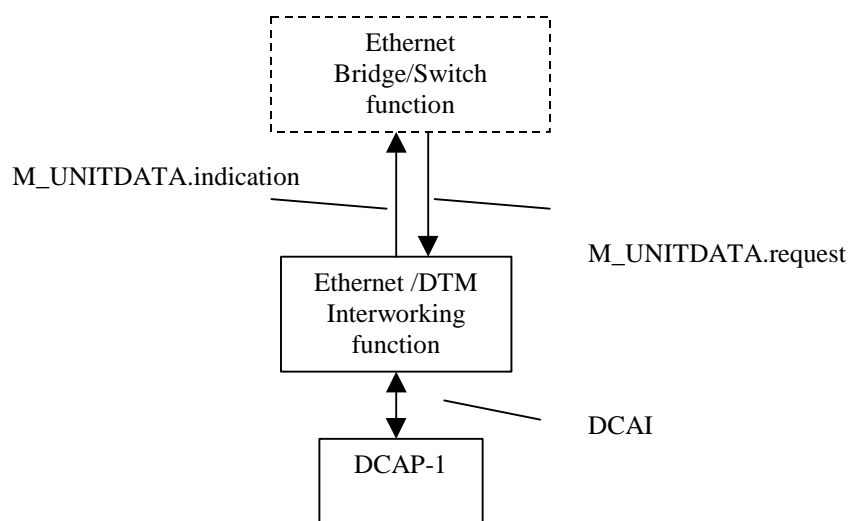 Ethernet
Bridge/Switch
function
M_UNITDATA.indication
M_UNITDATA.request
Ethernet /DTM
Interworking
function
DCAI
DCAP-1